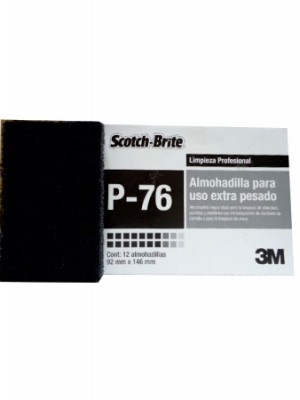 Scotch-Brite
Limpieza Profesional
P-76
Almohadilla para
uso extra pesado
Cont: 12 almohadillas
92 mm x 146 mm
3M